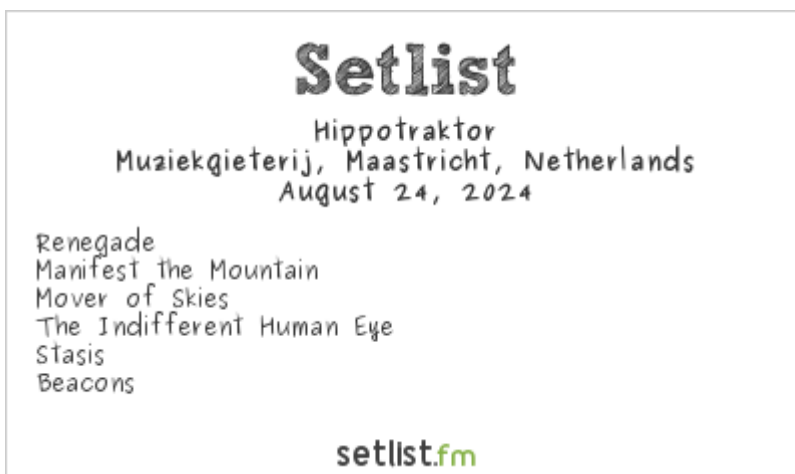 Setlist
Hippotraktor
Muziekgieterij, Maastricht, Netherlands
August 24, 2024
Renegade
Manifest the Mountain
Mover of Skies
The Indifferent Human Eye
Stasis
Beacons
setlist.fm